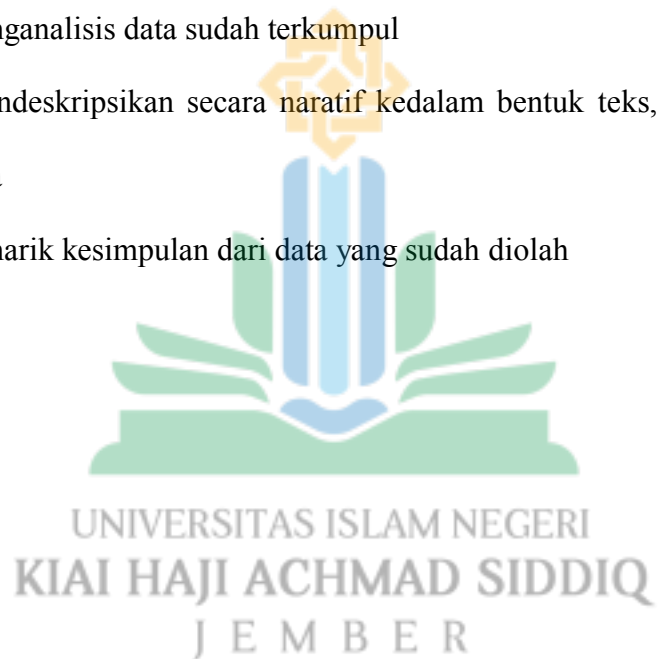 nganalisis data sudah terkumpul
ndeskripsikan secara naratif kedalam bentuk teks,
narik kesimpulan dari data yang sudah diolah
UNIVERSITAS ISLAM NEGERI
KIAI HAJI ACHMAD SIDDIQ
JEMBER